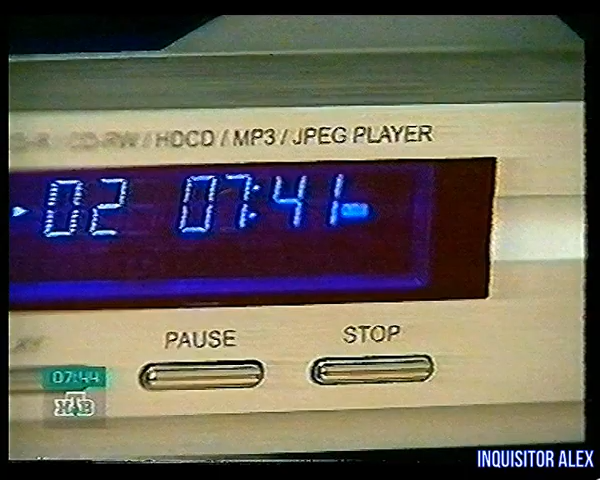 CD-RW / HDCD / MP3 / JPEG PLAYER
02 07:41
PAUSE
STOP
07:44
НТВ
INQUISITOR ALEX